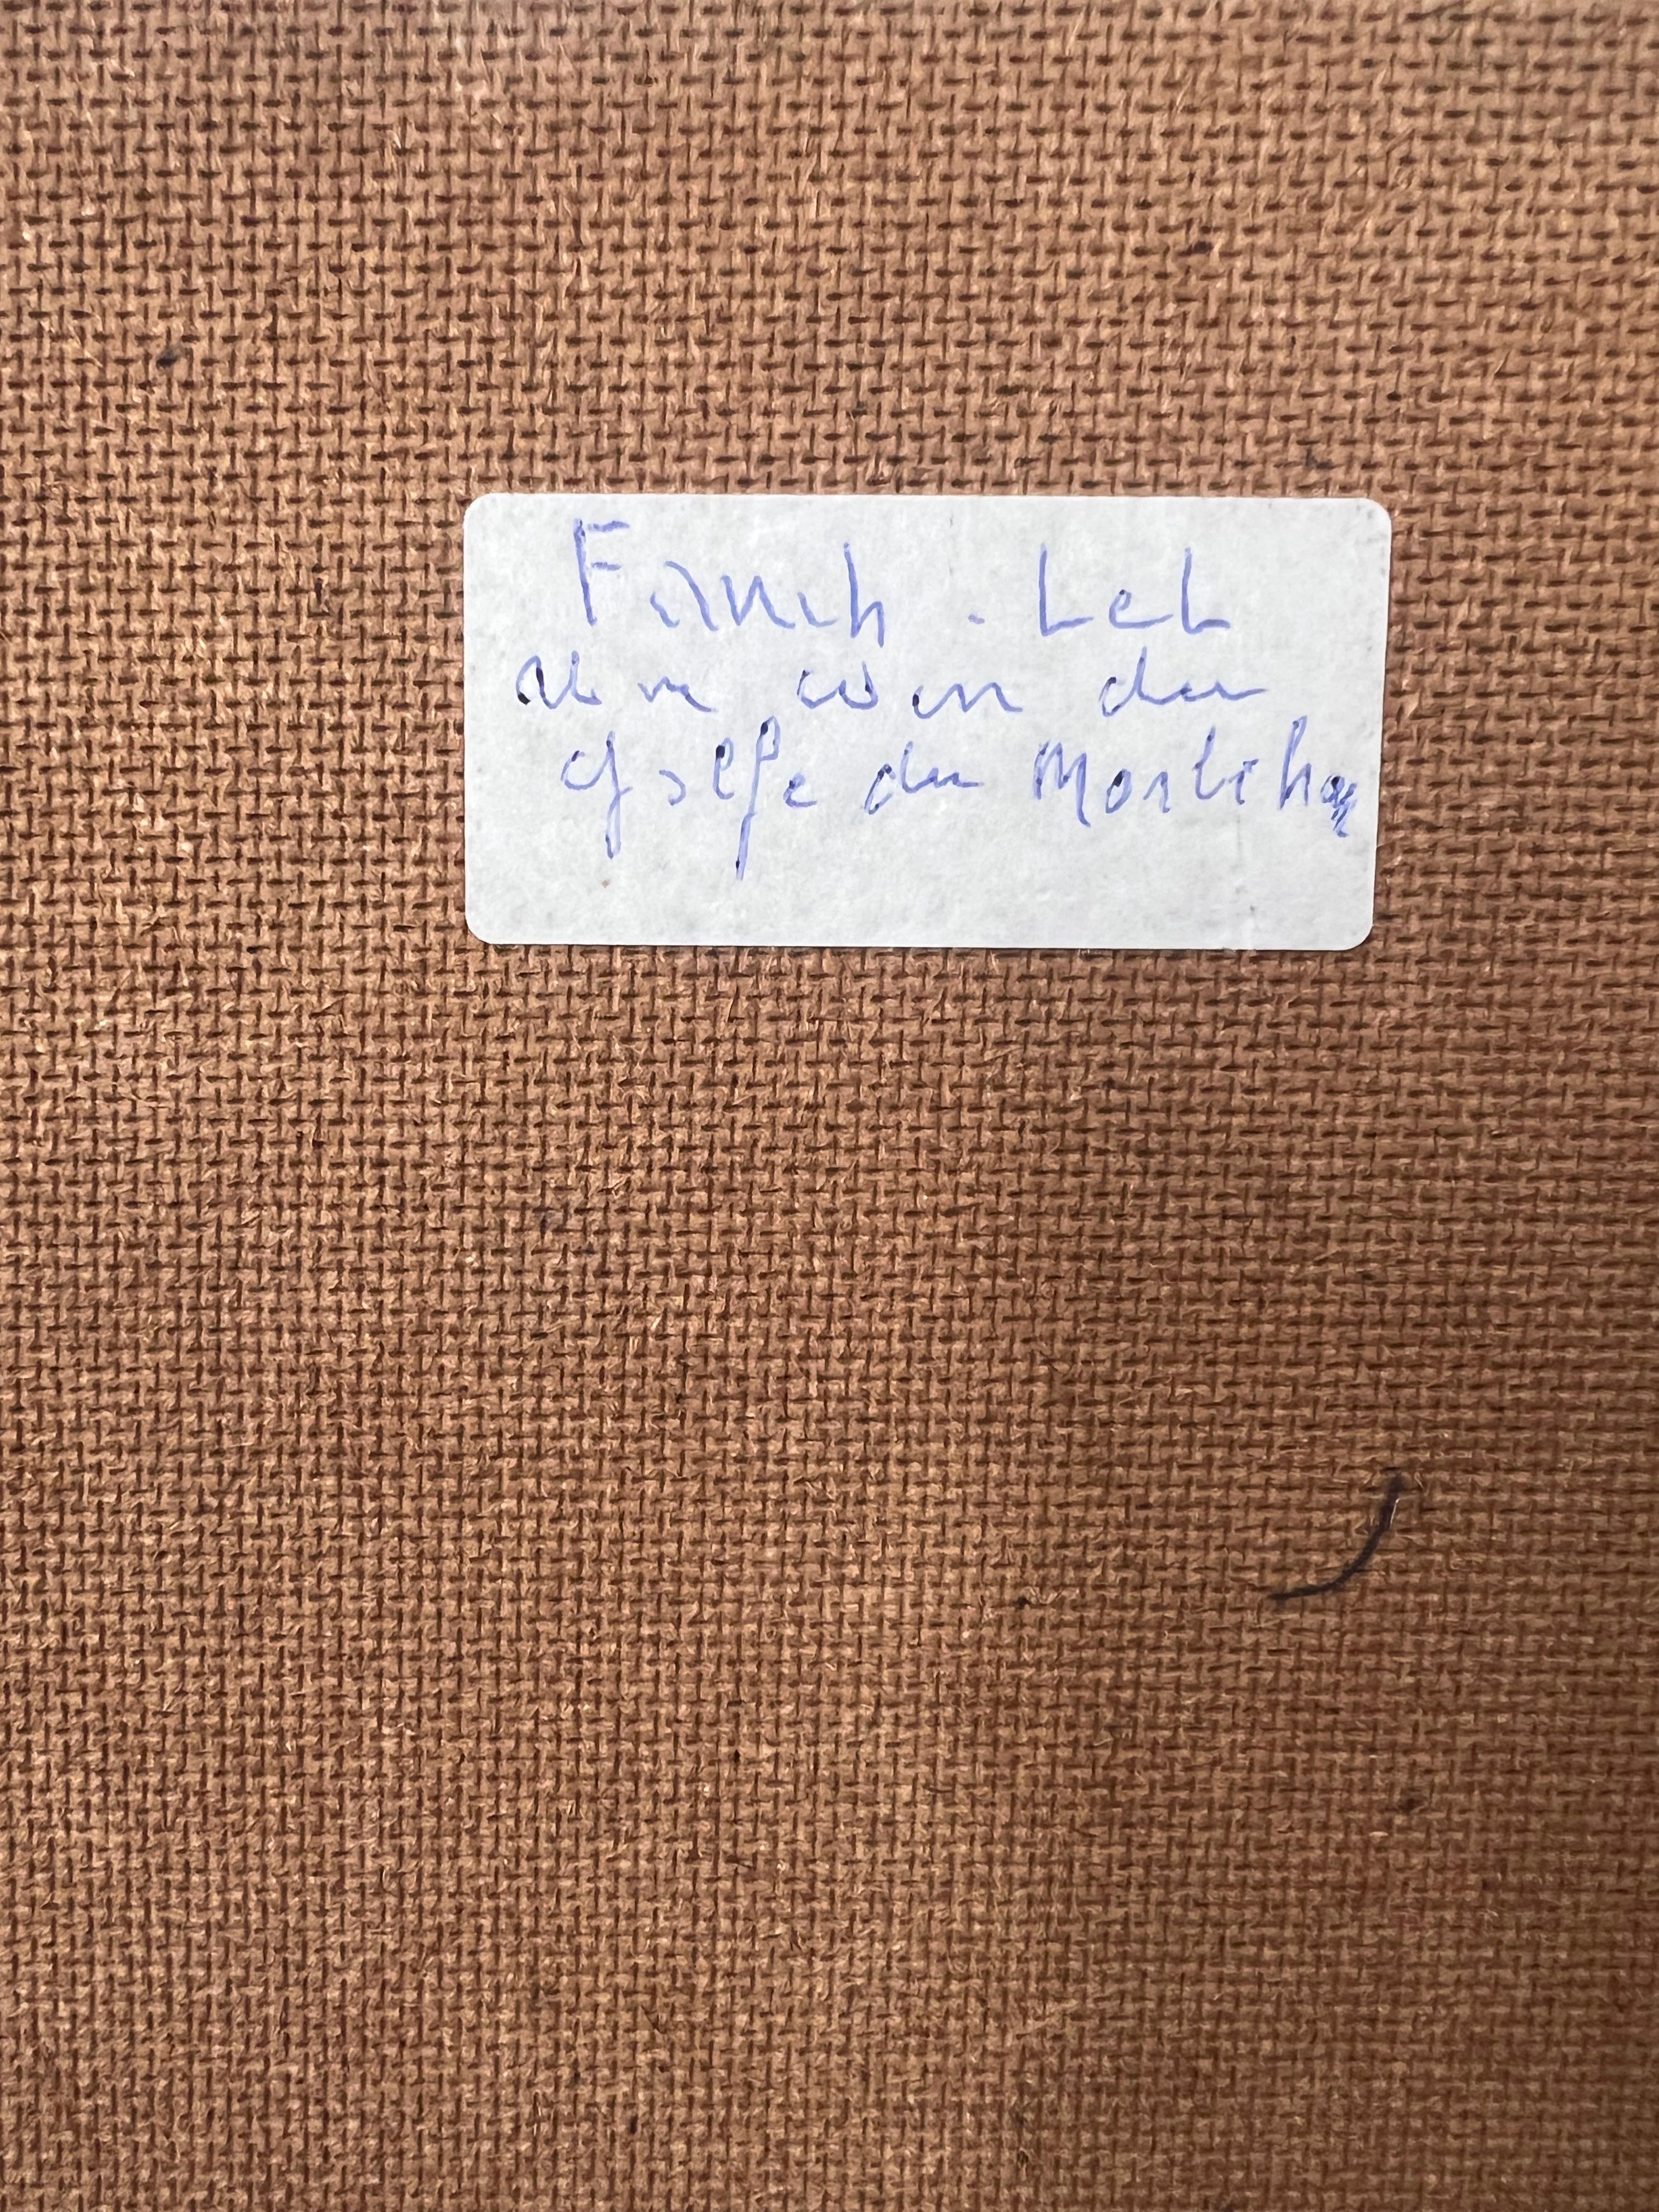 Fanch. Lel
un coin du
golfe du Morbihan